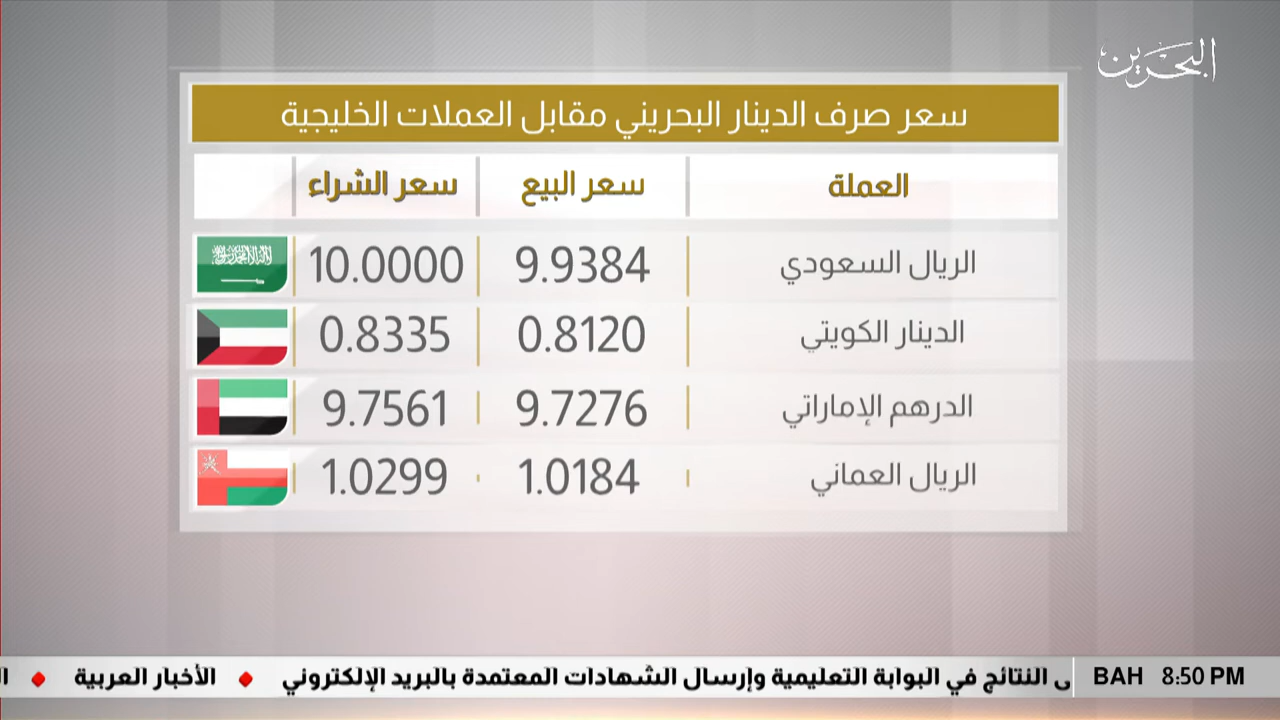 البحرين
سعر صرف الدينار البحريني مقابل العملات الخليجية
العملة سعر البيع سعر الشراء
الريال السعودي 9.9384 10.0000
الدينار الكويتي 0.8120 0.8335
الدرهم الإماراتي 9.7276 9.7561
الريال العماني 1.0184 1.0299
BAH 8:50 PM
ى النتائج في البوابة التعليمية وإرسال الشهادات المعتمدة بالبريد الإلكتروني ♦ الأخبار العربية ♦